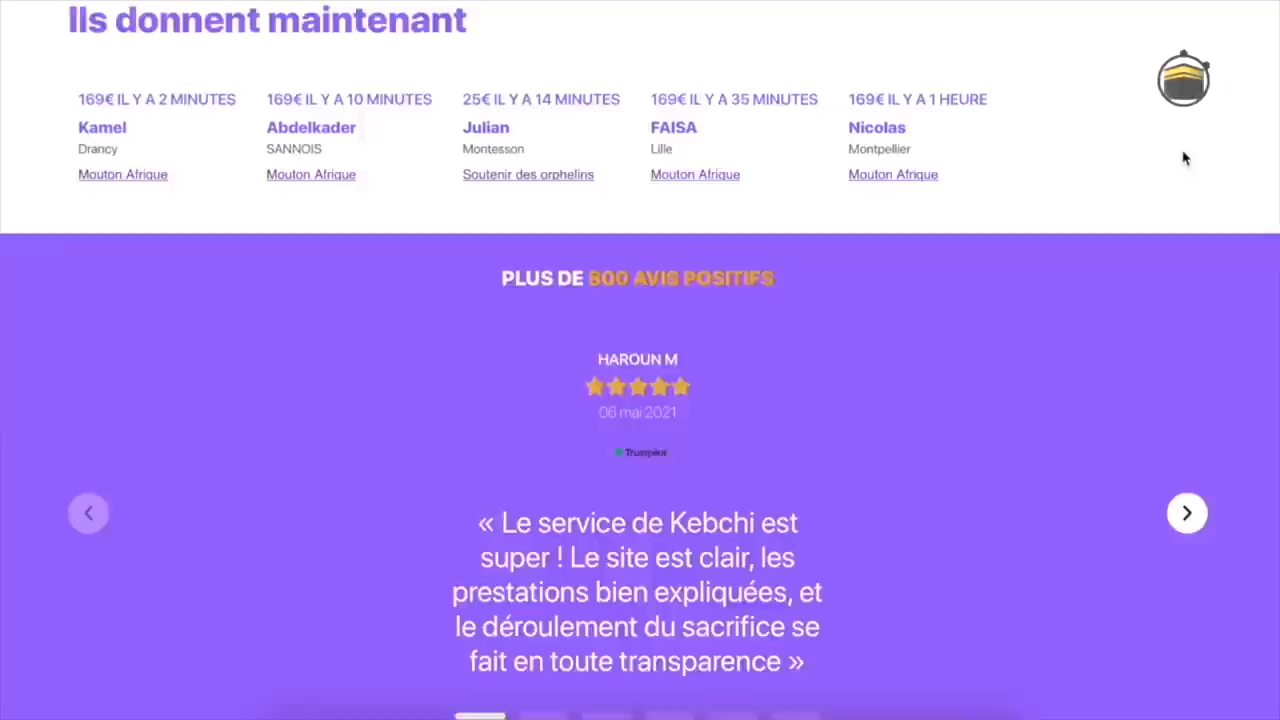 Ils donnent maintenant
169€ IL Y A 2 MINUTES
Kamel
Drancy
Mouton Afrique
169€ IL Y A 10 MINUTES
Abdelkader
SANNOIS
Mouton Afrique
25€ IL Y A 14 MINUTES
Julian
Montesson
Soutenir des orphelins
169€ IL Y A 35 MINUTES
FAISA
Lille
Mouton Afrique
169€ IL Y A 1 HEURE
Nicolas
Montpellier
Mouton Afrique
PLUS DE 800 AVIS POSITIFS
HAROUN M
06 mai 2021
Trustpilot
« Le service de Kebchi est
super ! Le site est clair, les
prestations bien expliquées, et
le déroulement du sacrifice se
fait en toute transparence »